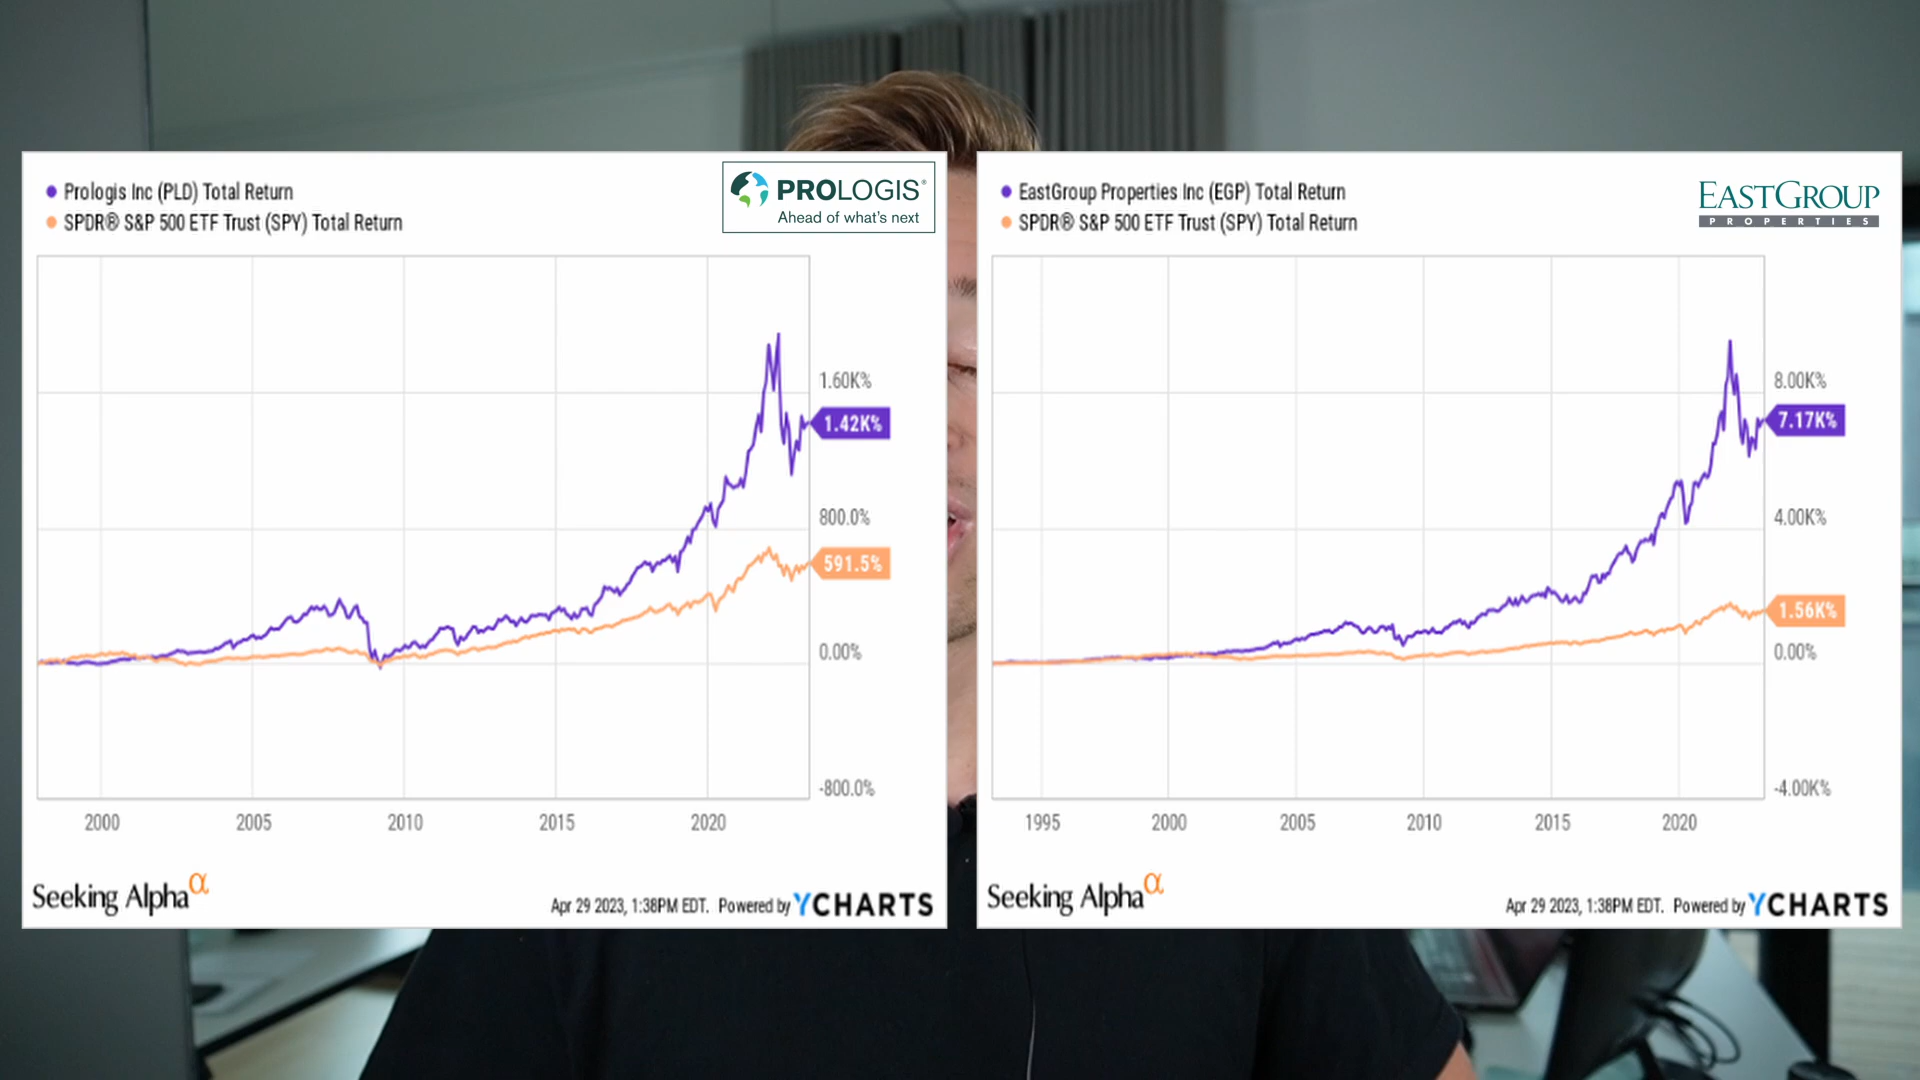 Prologis Inc (PLD) Total Return
SPDR® S&P 500 ETF Trust (SPY) Total Return
PROLOGIS®
Ahead of what's next
1.60K%
1.42K%
800.0%
591.5%
0.00%
-800.0%
2000 2005 2010 2015 2020
Seeking Alpha α
Apr 29 2023, 1:38PM EDT. Powered by YCHARTS
EastGroup Properties Inc (EGP) Total Return
SPDR® S&P 500 ETF Trust (SPY) Total Return
EASTGROUP
PROPERTIES
8.00K%
7.17K%
4.00K%
1.56K%
0.00%
-4.00K%
1995 2000 2005 2010 2015 2020
Seeking Alpha α
Apr 29 2023, 1:38PM EDT. Powered by YCHARTS